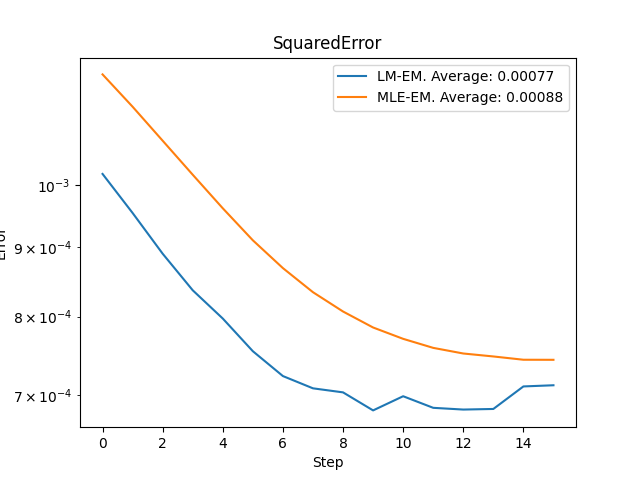 SquaredError
LM-EM. Average: 0.00077
MLE-EM. Average: 0.00088
10⁻³
9 × 10⁻⁴
8 × 10⁻⁴
7 × 10⁻⁴
Error
0 2 4 6 8 10 12 14
Step